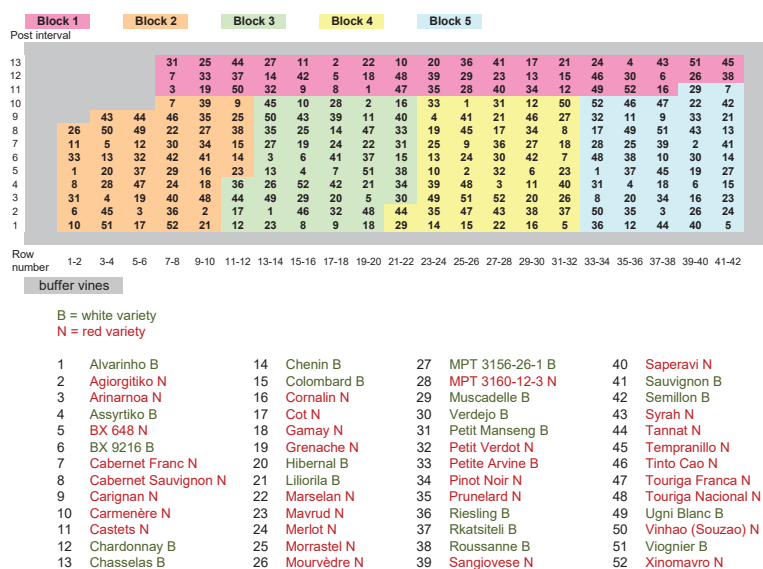 Block 1 Block 2 Block 3 Block 4 Block 5
Post interval
13 31 25 44 27 11 2 22 10 20 36 41 17 21 24 4 43 51 45
12 7 33 37 14 42 5 18 48 39 29 23 13 15 46 30 6 26 38
11 3 19 50 32 9 8 1 47 35 28 40 34 12 49 52 16 29 7
10 7 39 9 45 10 28 2 16 33 1 31 12 50 52 46 47 22 42
9 43 44 46 35 25 50 43 39 11 40 4 41 21 46 27 32 11 9 33 21
8 26 50 49 22 27 38 35 25 14 47 33 19 45 17 34 8 17 49 51 43 13
7 11 5 12 30 34 15 27 19 24 22 31 25 9 36 27 18 28 25 39 2 41
6 33 13 32 42 41 14 3 6 41 37 15 13 24 30 42 7 48 38 10 30 14
5 1 20 37 29 16 23 13 4 7 51 38 10 2 32 6 23 1 37 45 19 27
4 8 28 47 24 18 36 26 52 42 21 34 39 48 3 11 40 31 4 18 6 15
3 31 4 19 40 48 44 49 29 20 5 30 49 51 52 20 26 8 20 34 16 23
2 6 45 3 36 2 17 1 46 32 48 44 35 47 43 38 37 50 35 3 26 24
1 10 51 17 52 21 12 23 8 9 18 29 14 15 22 16 5 36 12 44 40 5
Row
number 1-2 3-4 5-6 7-8 9-10 11-12 13-14 15-16 17-18 19-20 21-22 23-24 25-26 27-28 29-30 31-32 33-34 35-36 37-38 39-40 41-42
buffer vines
B = white variety
N = red variety
1 Alvarinho B 14 Chenin B 27 MPT 3156-26-1 B 40 Saperavi N
2 Agiorgitiko N 15 Colombard B 28 MPT 3160-12-3 N 41 Sauvignon B
3 Arinarnoa N 16 Cornalin N 29 Muscadelle B 42 Semillon B
4 Assyrtiko B 17 Cot N 30 Verdejo B 43 Syrah N
5 BX 648 N 18 Gamay N 31 Petit Manseng B 44 Tannat N
6 BX 9216 B 19 Grenache N 32 Petit Verdot N 45 Tempranillo N
7 Cabernet Franc N 20 Hibernal B 33 Petite Arvine B 46 Tinto Cao N
8 Cabernet Sauvignon N 21 Liliorila B 34 Pinot Noir N 47 Touriga Franca N
9 Carignan N 22 Marselan N 35 Prunelard N 48 Touriga Nacional N
10 Carmenère N 23 Mavrud N 36 Riesling B 49 Ugni Blanc B
11 Castets N 24 Merlot N 37 Rkatsiteli B 50 Vinhao (Souzao) N
12 Chardonnay B 25 Morrastel N 38 Roussanne B 51 Viognier B
13 Chasselas B 26 Mourvèdre N 39 Sangiovese N 52 Xinomavro N